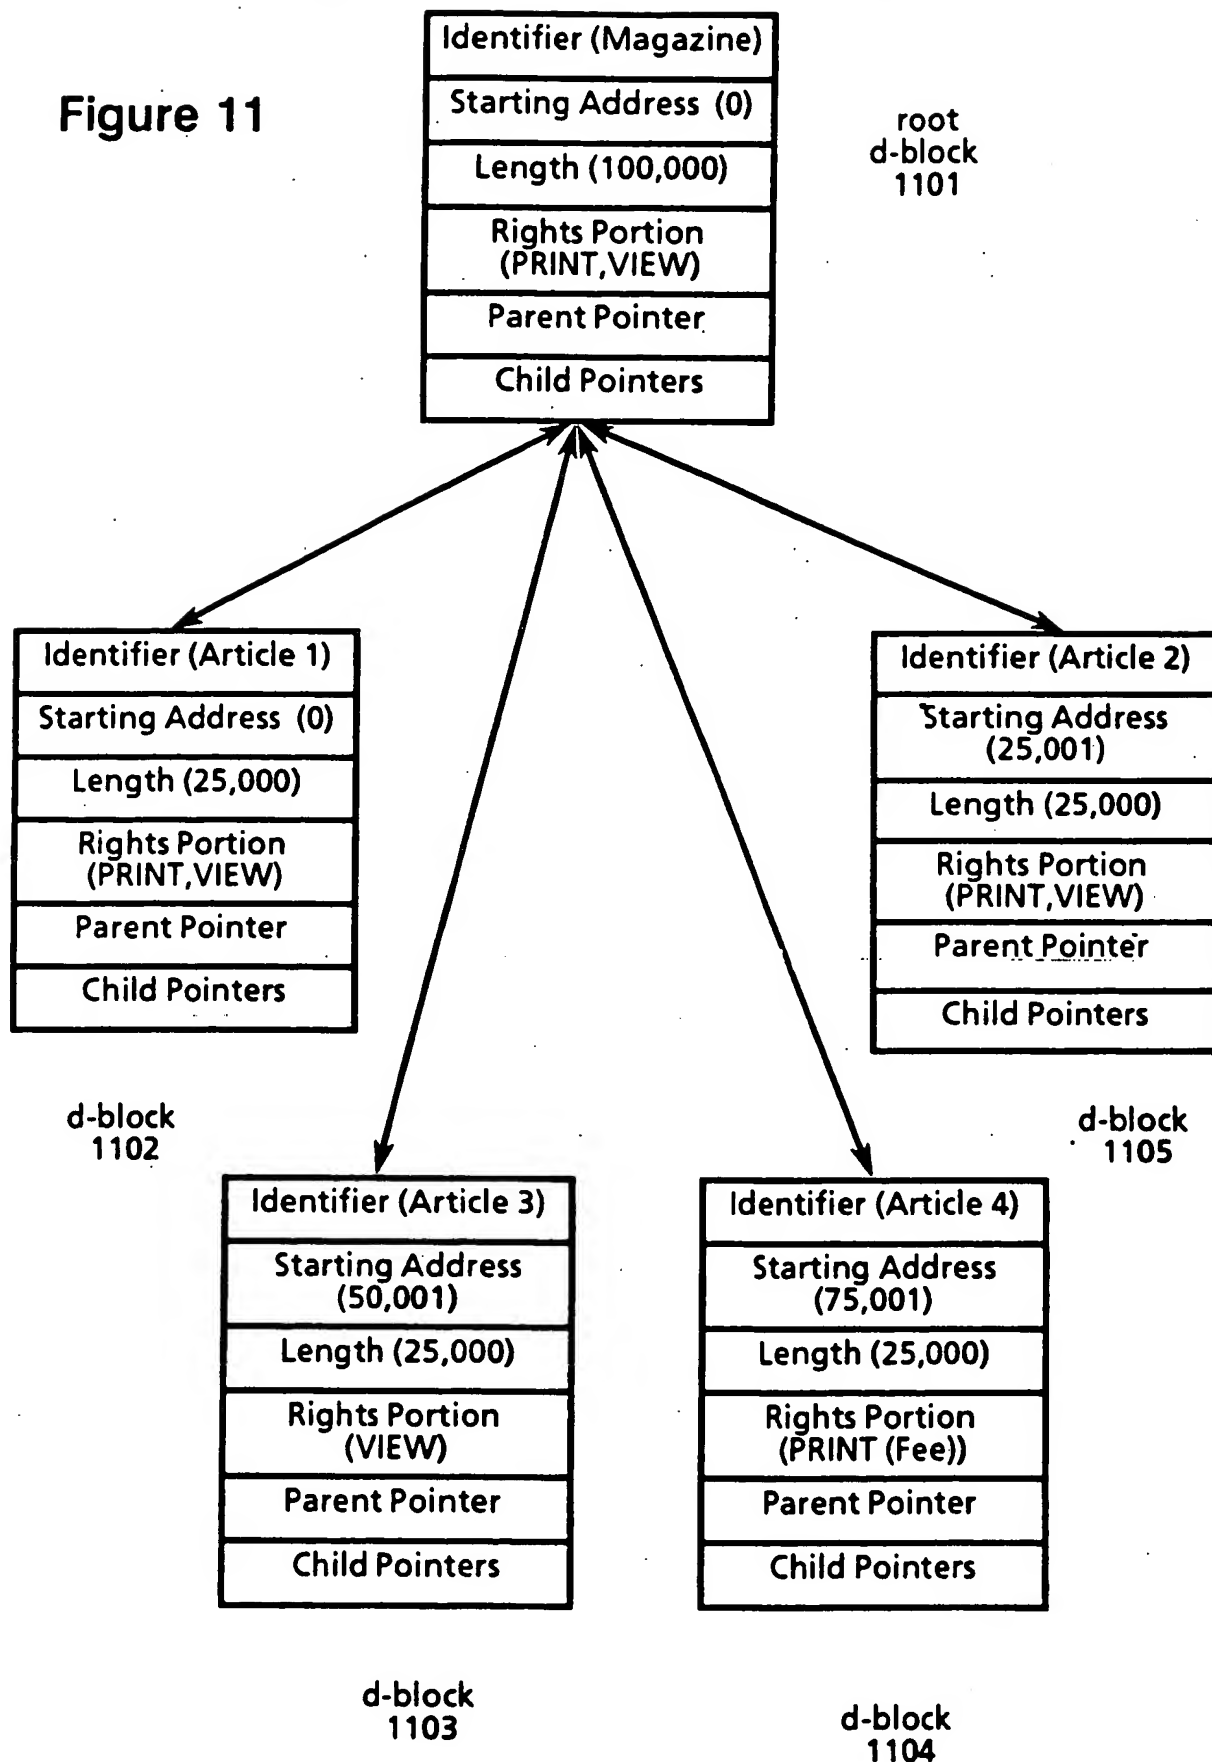 Figure 11
Identifier (Magazine)
Starting Address (0)
Length (100,000)
Rights Portion
(PRINT,VIEW)
Parent Pointer
Child Pointers
root
d-block
1101
Identifier (Article 1)
Starting Address (0)
Length (25,000)
Rights Portion
(PRINT,VIEW)
Parent Pointer
Child Pointers
d-block
1102
Identifier (Article 2)
Starting Address
(25,001)
Length (25,000)
Rights Portion
(PRINT,VIEW)
Parent Pointer
Child Pointers
d-block
1105
Identifier (Article 3)
Starting Address
(50,001)
Length (25,000)
Rights Portion
(VIEW)
Parent Pointer
Child Pointers
d-block
1103
Identifier (Article 4)
Starting Address
(75,001)
Length (25,000)
Rights Portion
(PRINT (Fee))
Parent Pointer
Child Pointers
d-block
1104